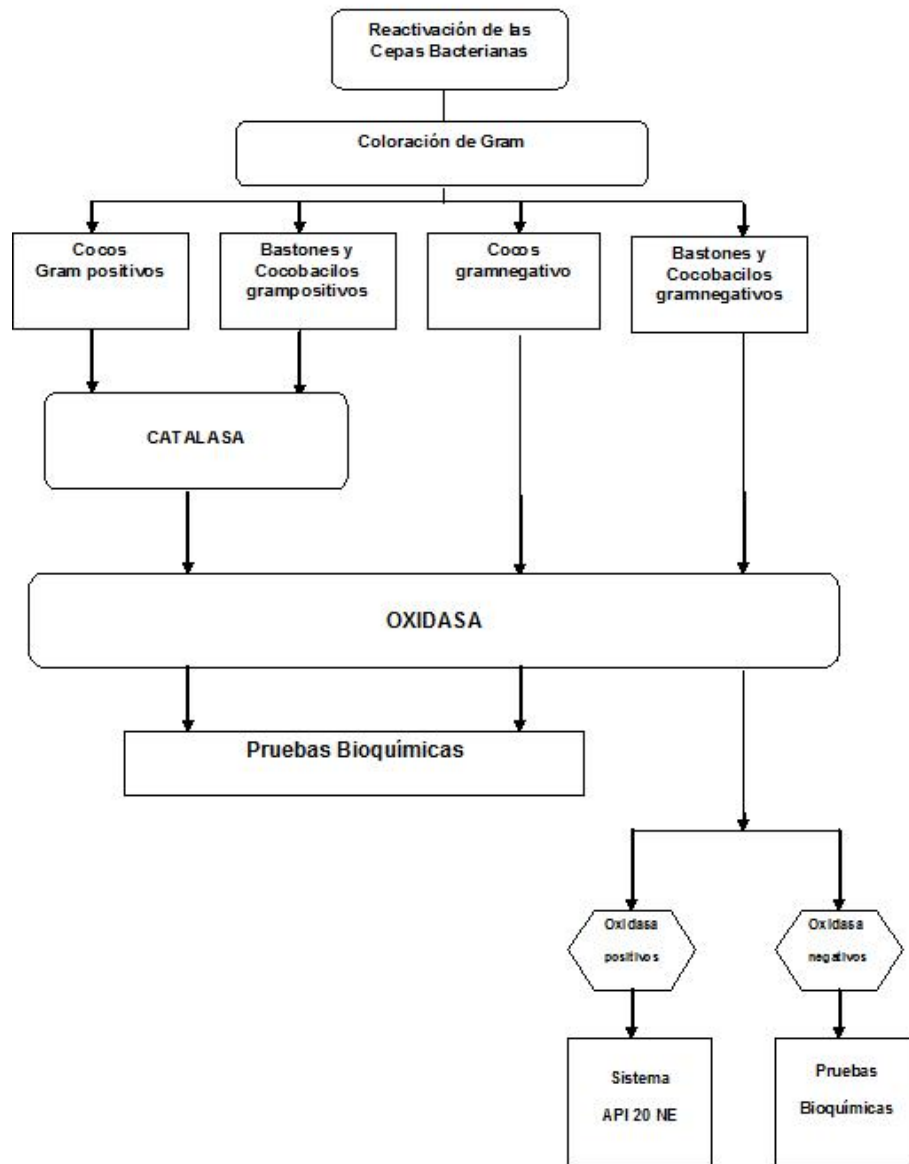 Reactivación de las
Cepas Bacterianas
Coloración de Gram
Cocos
Gram positivos
Bastones y
Cocobacilos
grampositivos
Cocos
gramnegativo
Bastones y
Cocobacilos
gramnegativos
CATALASA
OXIDASA
Pruebas Bioquímicas
Oxidasa
positivos
Oxidasa
negativos
Sistema
API 20 NE
Pruebas
Bioquímicas